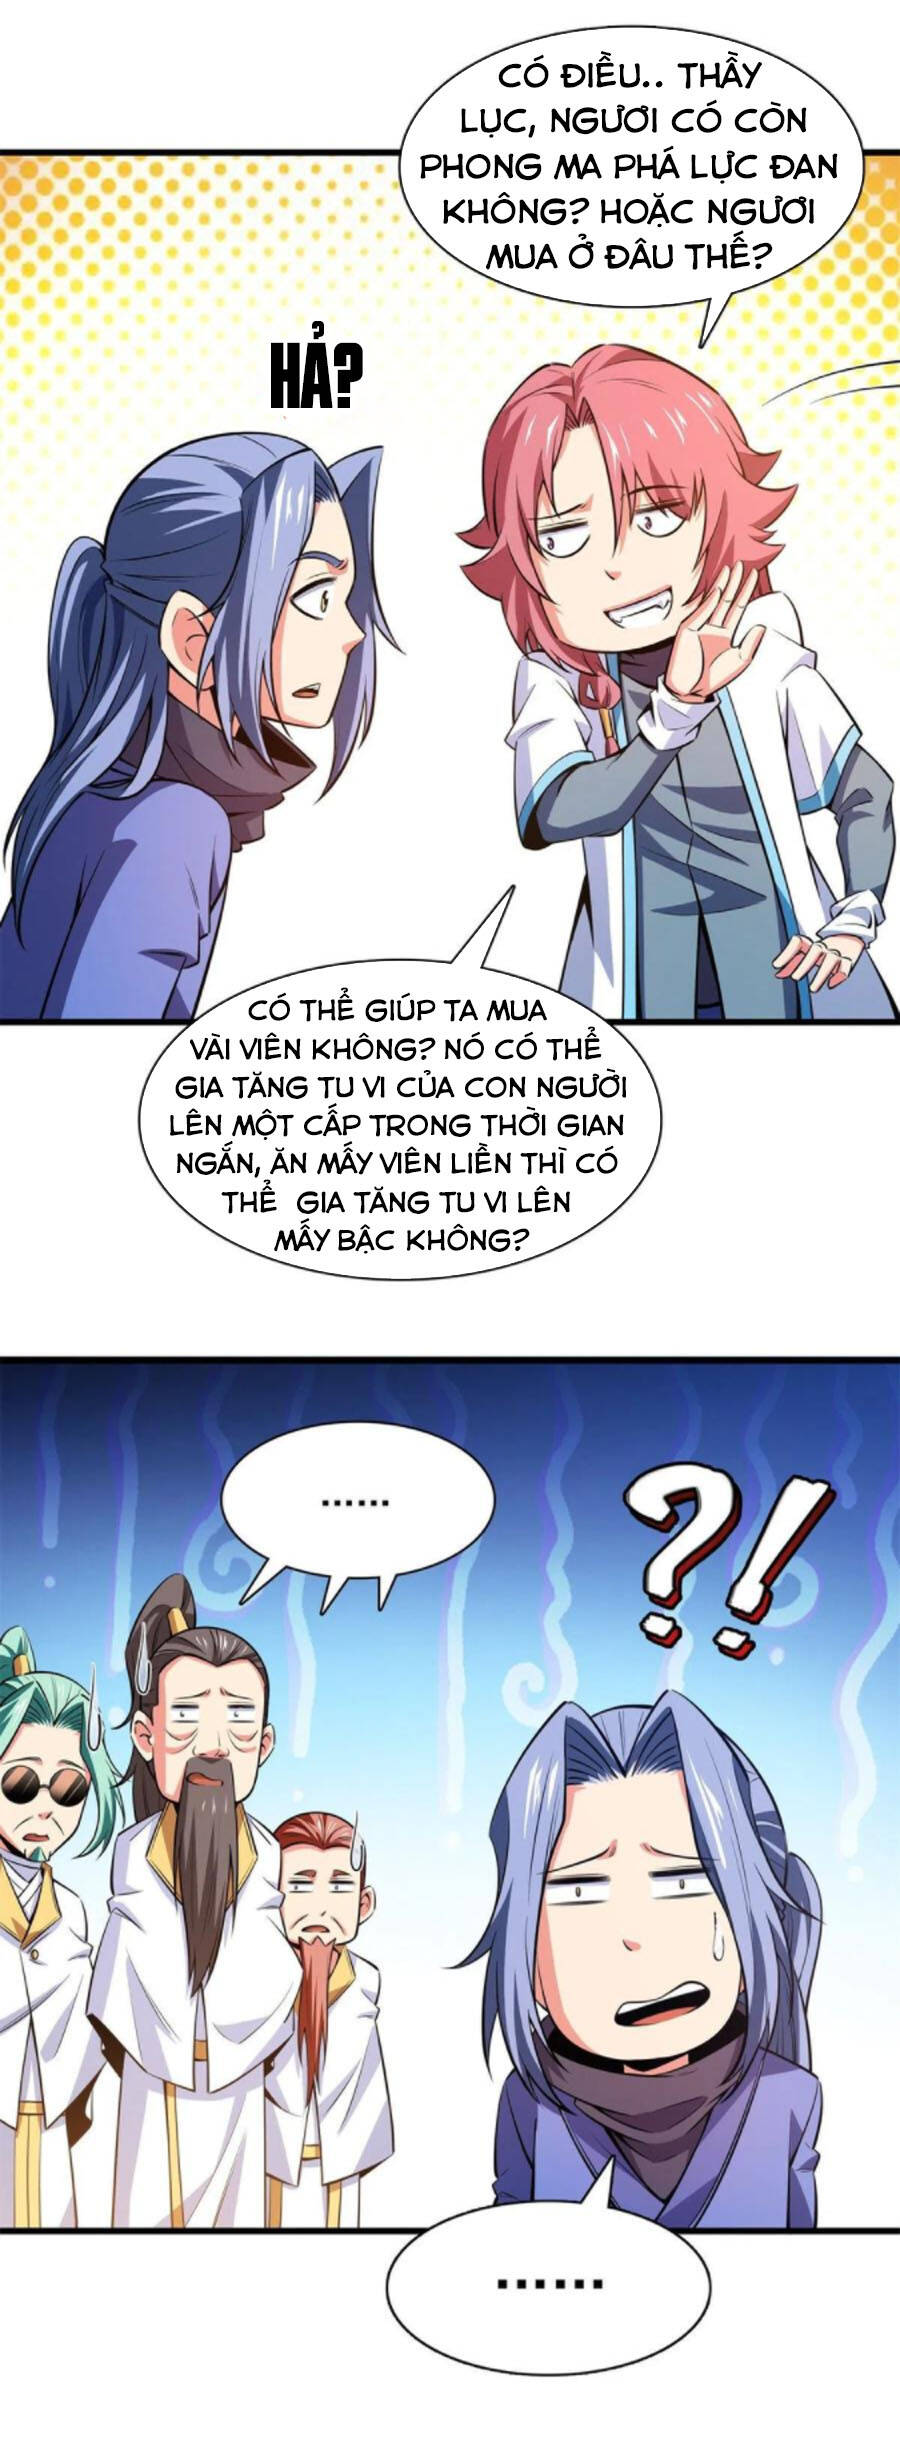 CÓ ĐIỀU.. THẦY
LỤC, NGƯƠI CÓ CÒN
PHONG MA PHÁ LỰC ĐAN
KHÔNG? HOẶC NGƯƠI
MUA Ở ĐÂU THẾ?
HẢ?
CÓ THỂ GIÚP TA MUA
VÀI VIÊN KHÔNG? NÓ CÓ THỂ
GIA TĂNG TU VI CỦA CON NGƯỜI
LÊN MỘT CẤP TRONG THỜI GIAN
NGẮN, ĂN MẤY VIÊN LIỀN THÌ CÓ
THỂ GIA TĂNG TU VI LÊN
MẤY BẬC KHÔNG?
......
?!
......